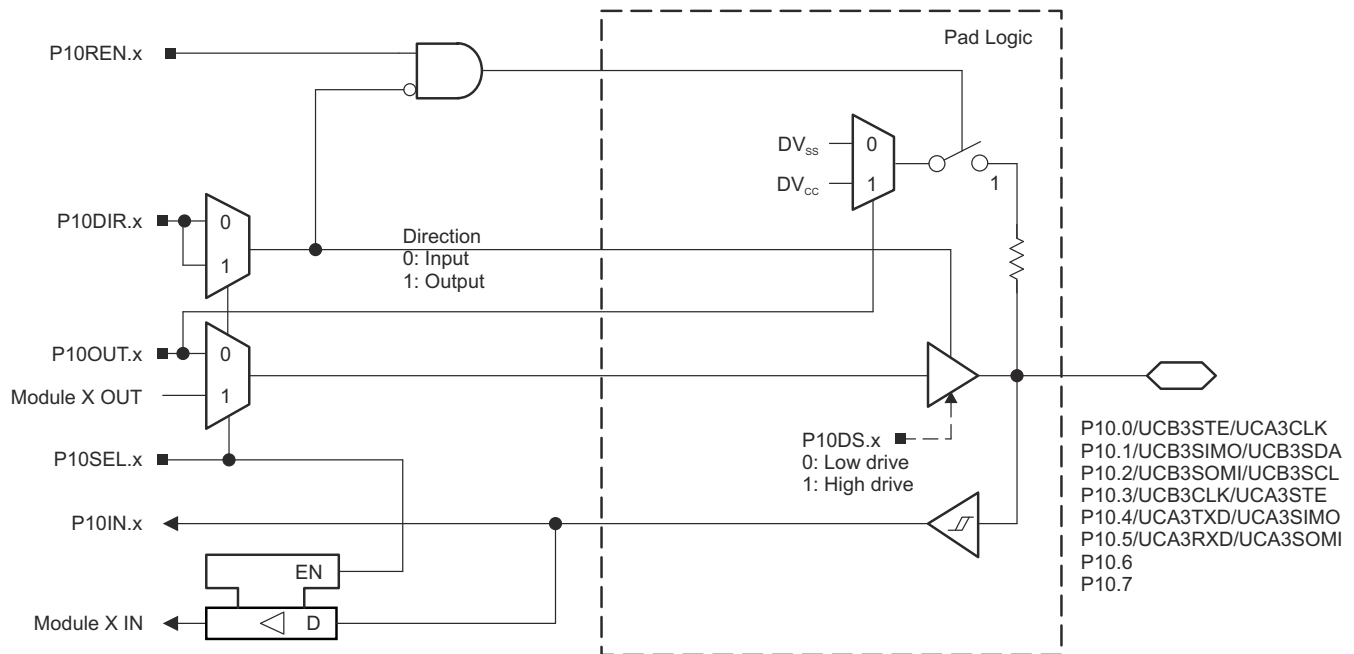 Pad Logic
P10REN.x
DVSS
0
DVCC
1
1
P10DIR.x
0
1
Direction
0: Input
1: Output
P10OUT.x
0
Module X OUT
1
P10SEL.x
P10DS.x
0: Low drive
1: High drive
P10IN.x
EN
Module X IN
D
P10.0/UCB3STE/UCA3CLK
P10.1/UCB3SIMO/UCB3SDA
P10.2/UCB3SOMI/UCB3SCL
P10.3/UCB3CLK/UCA3STE
P10.4/UCA3TXD/UCA3SIMO
P10.5/UCA3RXD/UCA3SOMI
P10.6
P10.7